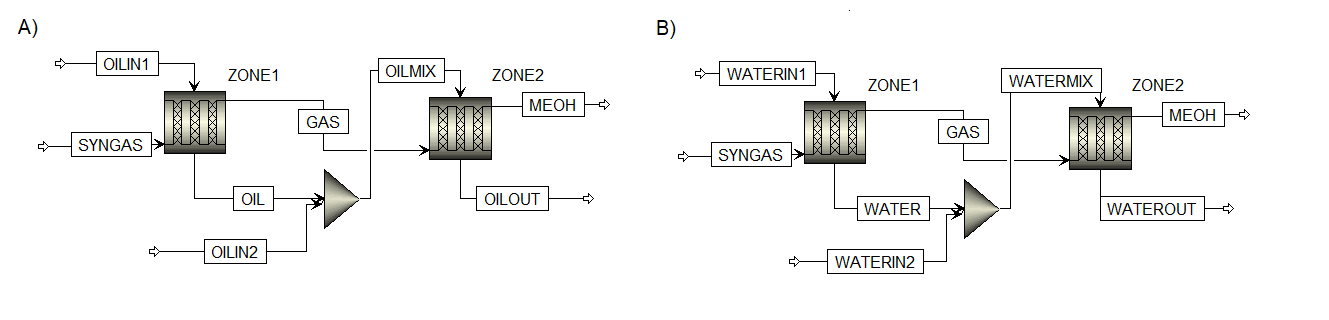 A)
OILIN1
ZONE1
OILMIX
ZONE2
MEOH
GAS
SYNGAS
OIL
OILOUT
OILIN2
B)
WATERIN1
ZONE1
WATERMIX
ZONE2
MEOH
GAS
SYNGAS
WATER
WATEROUT
WATERIN2